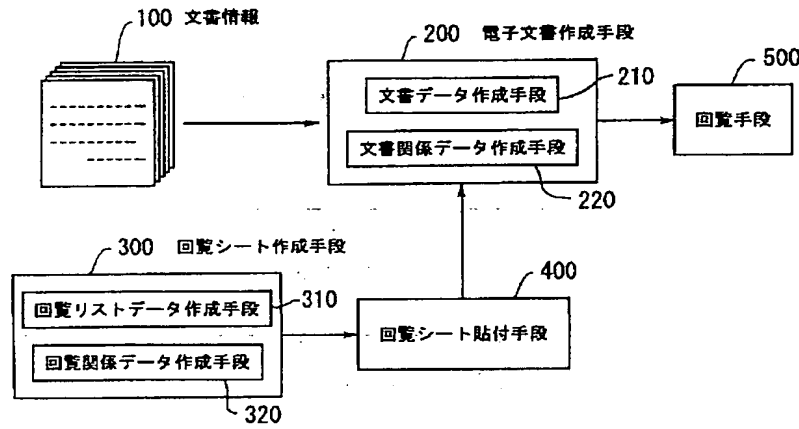 100 文書情報
200 電子文書作成手段
210
文書データ作成手段
文書関係データ作成手段
220
500
回覧手段
300 回覧シート作成手段
310
回覧リストデータ作成手段
回覧関係データ作成手段
320
400
回覧シート貼付手段